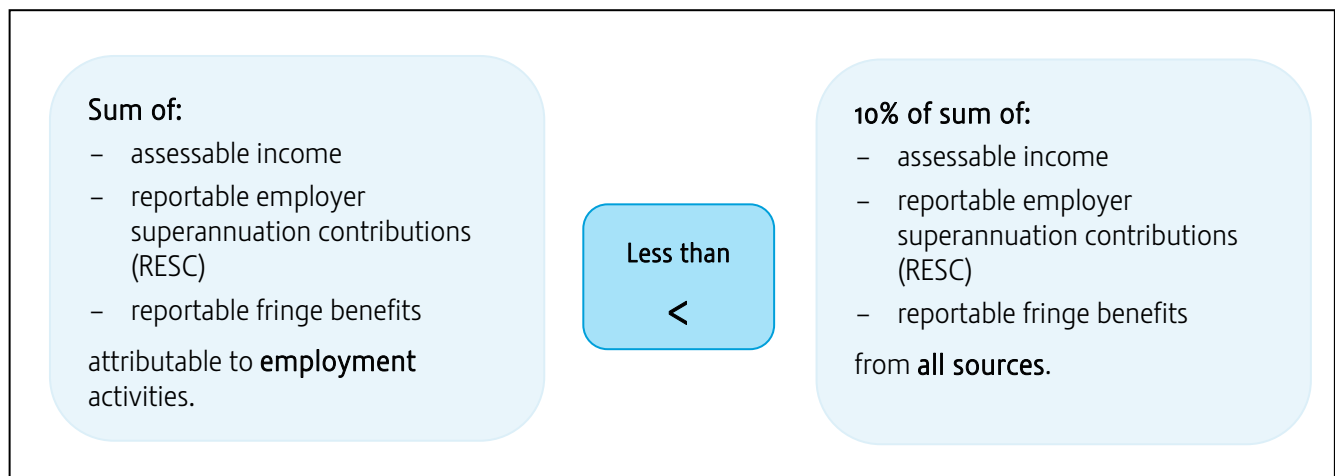 Sum of:
– assessable income
– reportable employer
superannuation contributions
(RESC)
– reportable fringe benefits
attributable to employment
activities.
Less than
<
10% of sum of:
– assessable income
– reportable employer
superannuation contributions
(RESC)
– reportable fringe benefits
from all sources.